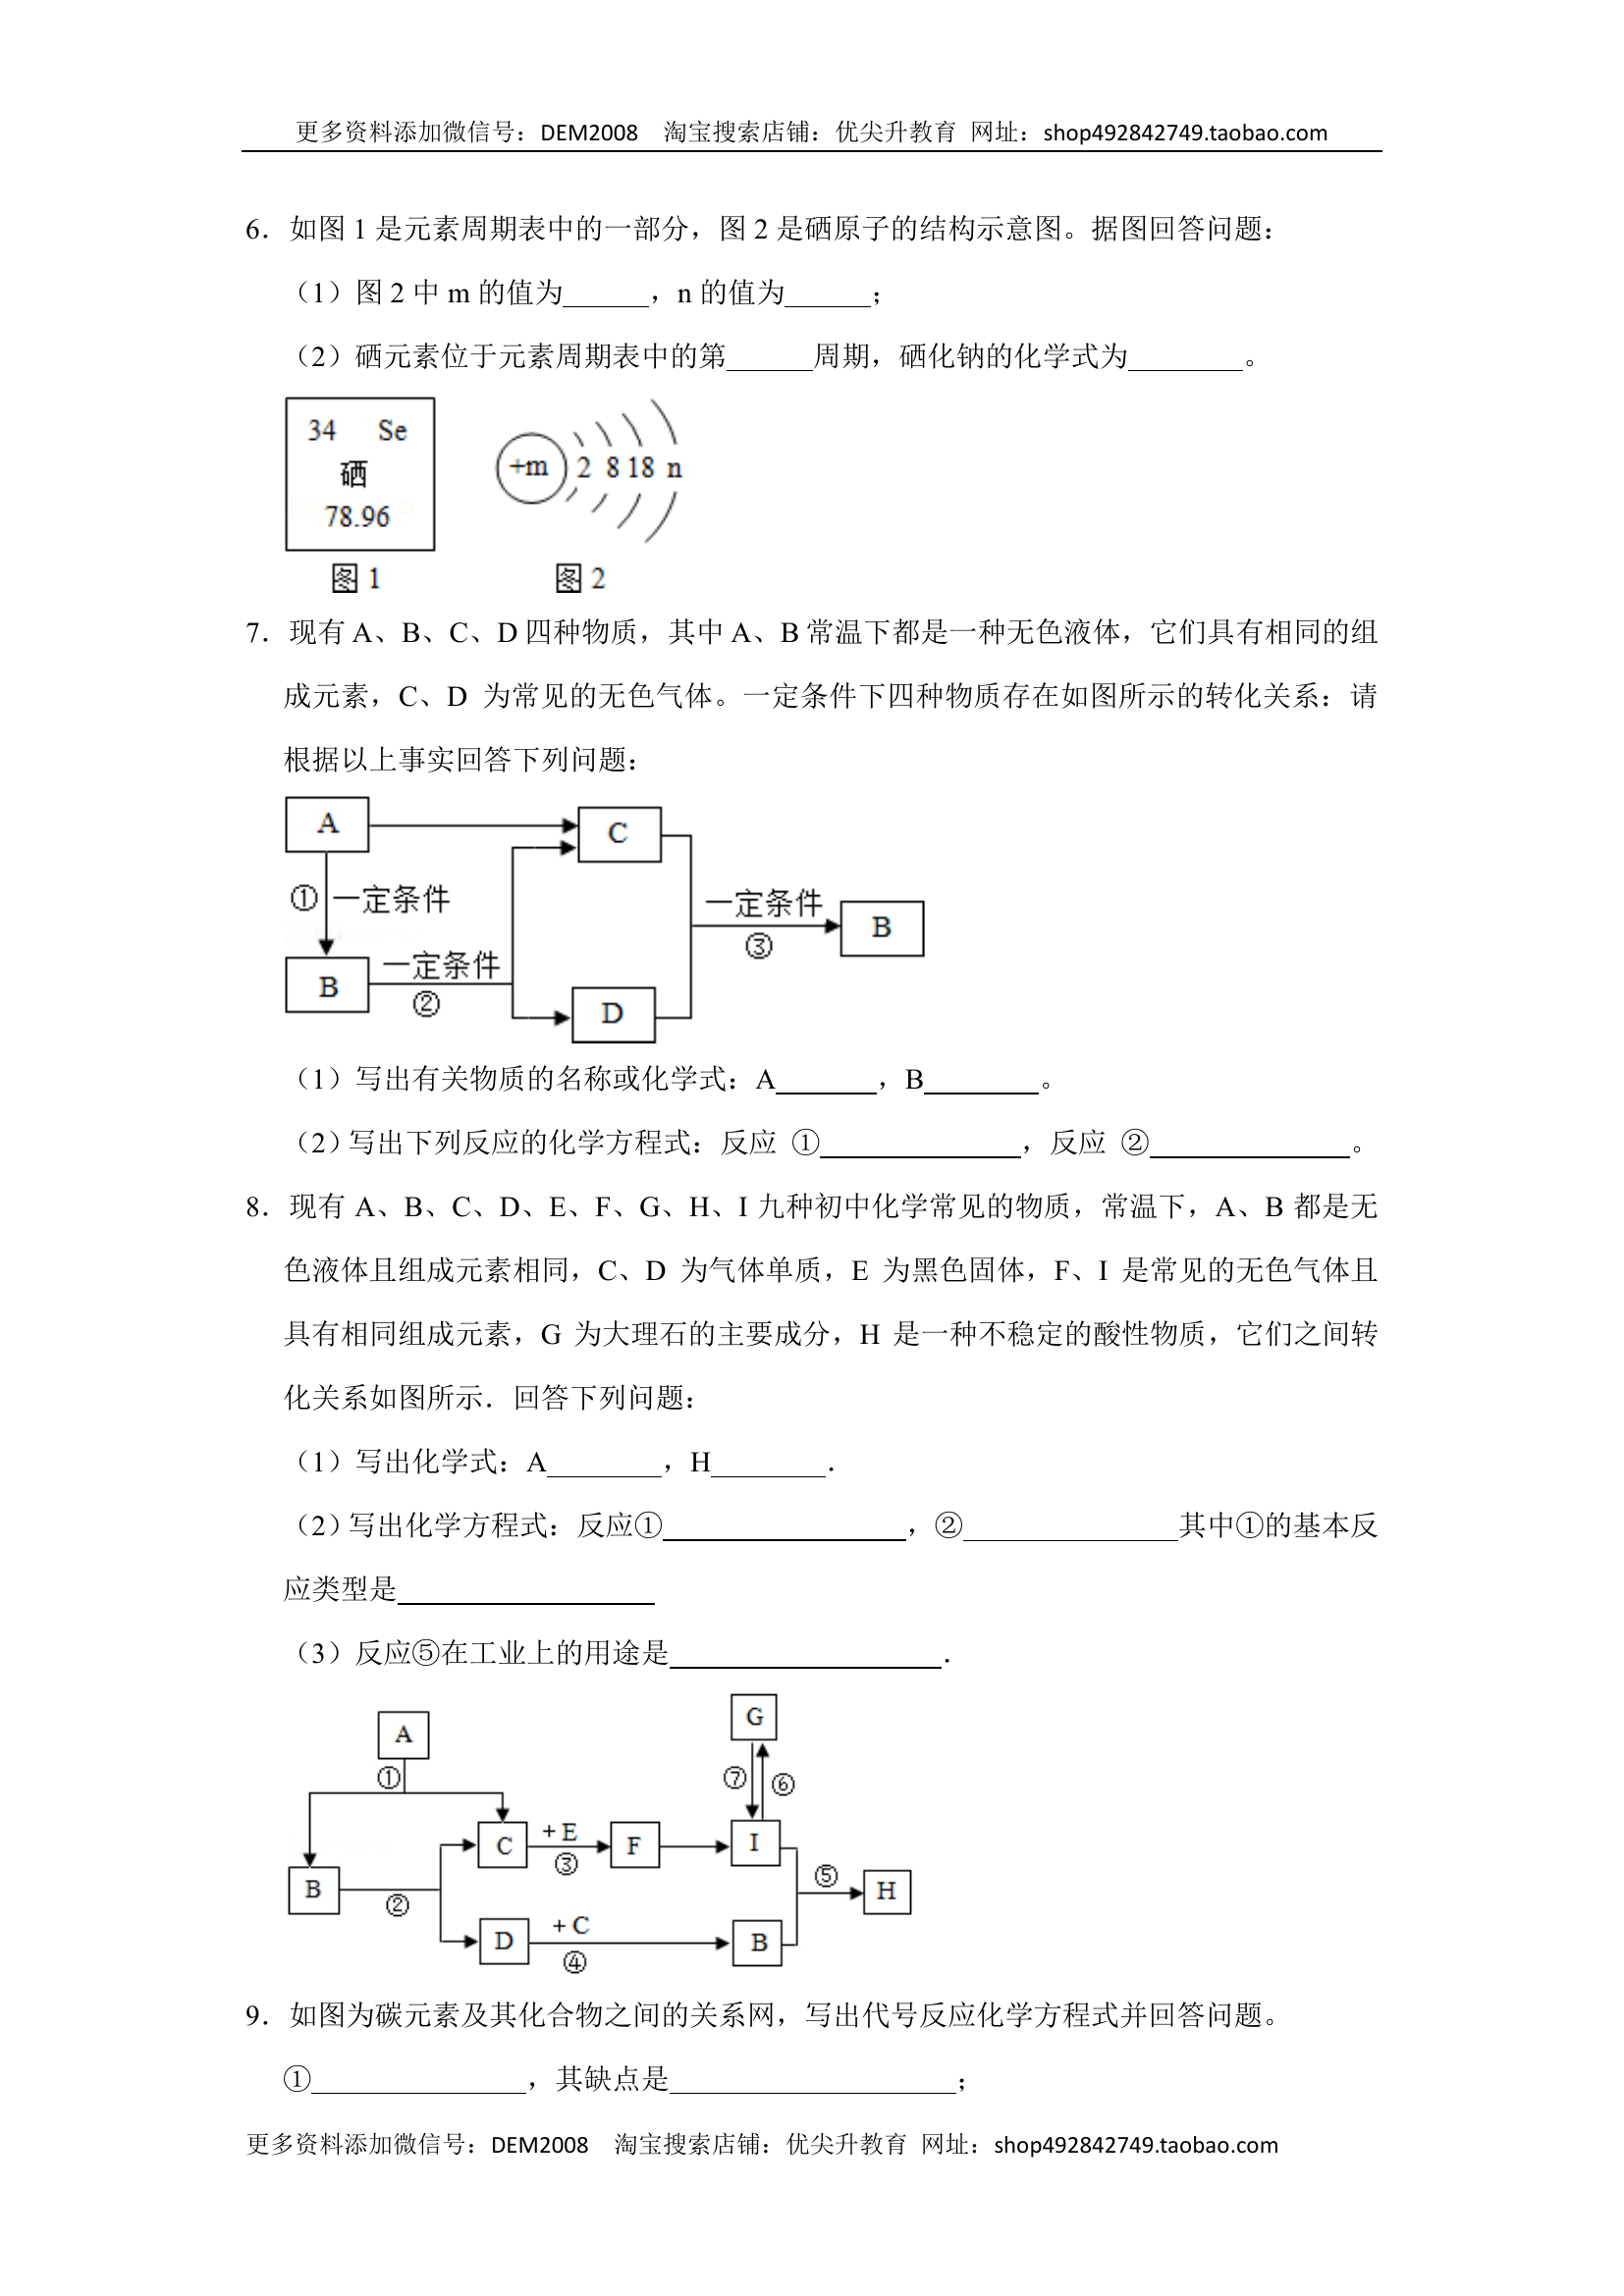 更多资料添加微信号：DEM2008 淘宝搜索店铺：优尖升教育 网址：shop492842749.taobao.com
6．如图 1 是元素周期表中的一部分，图 2 是硒原子的结构示意图。据图回答问题：
（1）图 2 中 m 的值为______，n 的值为______；
（2）硒元素位于元素周期表中的第______周期，硒化钠的化学式为________。
34 Se
硒
78.96
图 1
+m 2 8 18 n
图 2
7．现有 A、B、C、D 四种物质，其中 A、B 常温下都是一种无色液体，它们具有相同的组
成元素，C、D 为常见的无色气体。一定条件下四种物质存在如图所示的转化关系：请
根据以上事实回答下列问题：
A
C
① 一定条件
一定条件
③
B
B
一定条件
②
D
（1）写出有关物质的名称或化学式：A_______，B________。
（2）写出下列反应的化学方程式：反应 ①______________，反应 ②______________。
8．现有 A、B、C、D、E、F、G、H、I 九种初中化学常见的物质，常温下，A、B 都是无
色液体且组成元素相同，C、D 为气体单质，E 为黑色固体，F、I 是常见的无色气体且
具有相同组成元素，G 为大理石的主要成分，H 是一种不稳定的酸性物质，它们之间转
化关系如图所示．回答下列问题：
（1）写出化学式：A________，H________．
（2）写出化学方程式：反应①_________________，②_______________其中①的基本反
应类型是__________________
（3）反应⑤在工业上的用途是___________________．
G
A
①
⑦ ⑥
C +E ③ F I
⑤
B ② H
D +C ④ B
9．如图为碳元素及其化合物之间的关系网，写出代号反应化学方程式并回答问题。
①_______________，其缺点是____________________；
更多资料添加微信号：DEM2008 淘宝搜索店铺：优尖升教育 网址：shop492842749.taobao.com